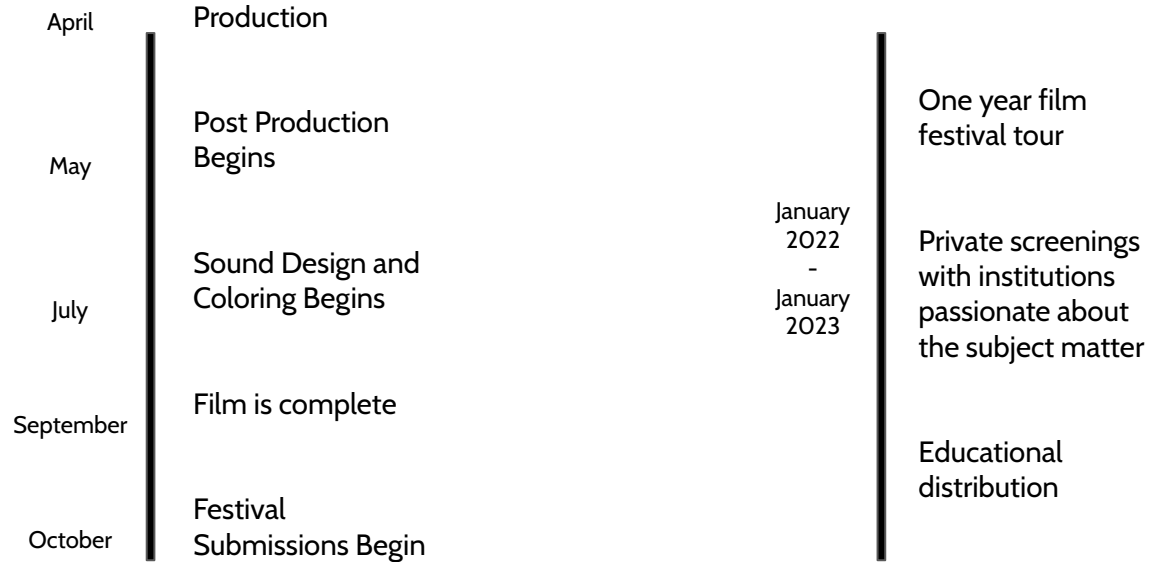 April
Production
May
Post Production
Begins
July
Sound Design and
Coloring Begins
September
Film is complete
October
Festival
Submissions Begin
January
2022
-
January
2023
One year film
festival tour
Private screenings
with institutions
passionate about
the subject matter
Educational
distribution